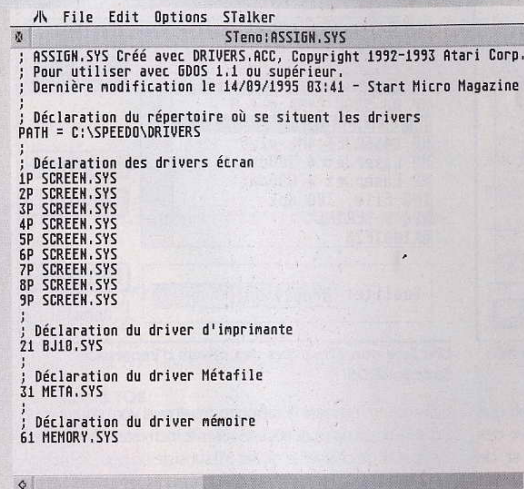 File Edit Options STalker
STeno:ASSIGN.SYS
; ASSIGN.SYS Créé avec DRIVERS.ACC, Copyright 1992-1993 Atari Corp.
; Pour utiliser avec GDOS 1.1 ou supérieur.
; Dernière modification le 14/09/1995 03:41 - Start Micro Magazine
;
; Déclaration du répertoire où se situent les drivers
PATH = C:\SPEEDO\DRIVERS
;
; Déclaration des drivers écran
1P SCREEN.SYS
2P SCREEN.SYS
3P SCREEN.SYS
4P SCREEN.SYS
5P SCREEN.SYS
6P SCREEN.SYS
7P SCREEN.SYS
8P SCREEN.SYS
9P SCREEN.SYS
;
; Déclaration du driver d'imprimante
21 BJ10.SYS
;
; Déclaration du driver Métafile
31 META.SYS
;
; Déclaration du driver mémoire
61 MEMORY.SYS